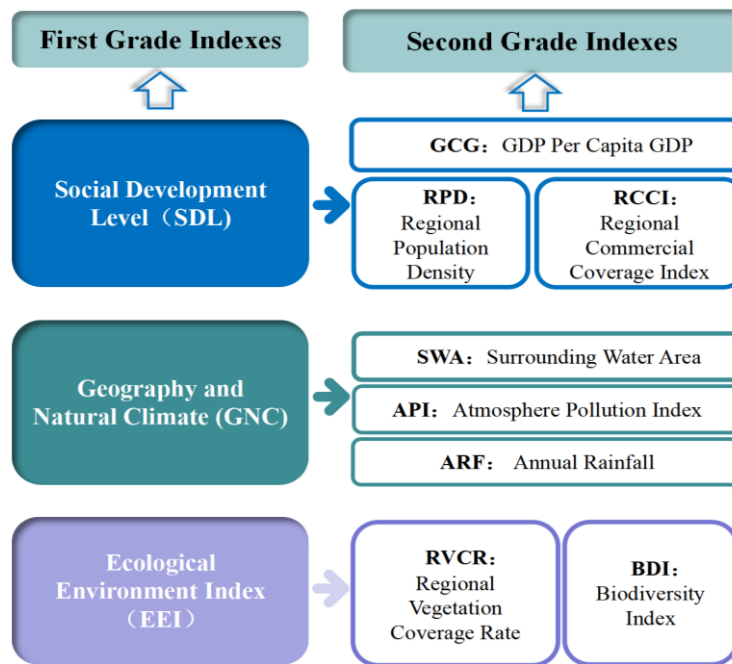 First Grade Indexes
Second Grade Indexes
Social Development
Level（SDL)
GCG： GDP Per Capita GDP
RPD：
Regional
Population
Density
RCCI：
Regional
Commercial
Coverage Index
Geography and
Natural Climate (GNC)
SWA： Surrounding Water Area
API： Atmosphere Pollution Index
ARF： Annual Rainfall
Ecological
Environment Index
（EEI）
RVCR：
Regional
Vegetation
Coverage Rate
BDI：
Biodiversity
Index